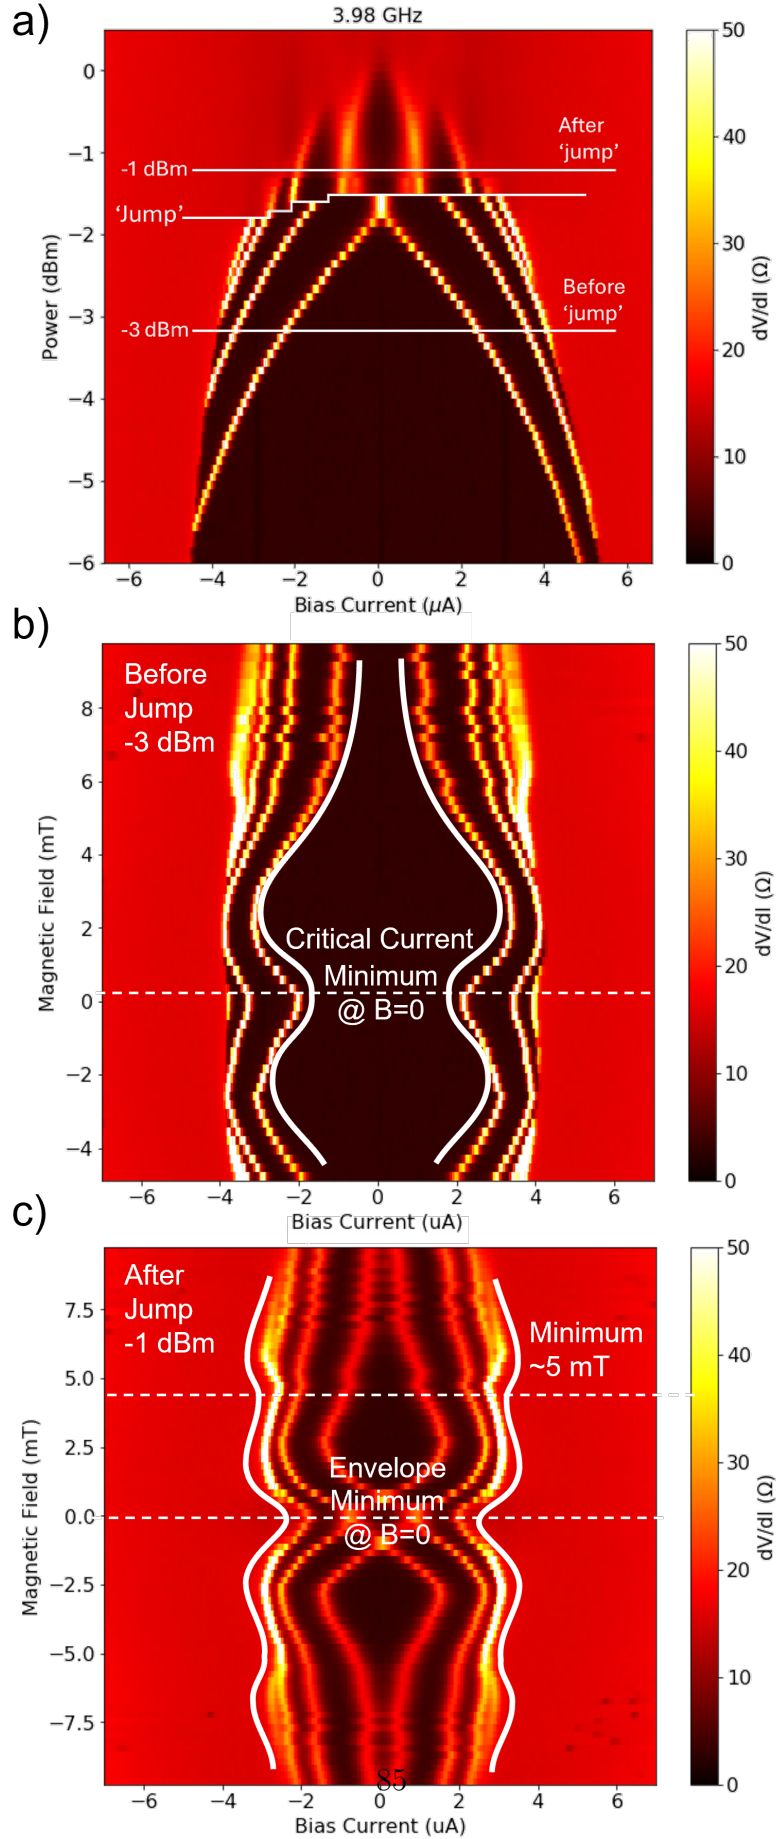 a)
3.98 GHz
0
−1
−2
−3
−4
−5
−6
Power (dBm)
-1 dBm
After
‘jump’
‘Jump’
Before
‘jump’
-3 dBm
−6 −4 −2 0 2 4 6
Bias Current (μA)
50
40
30
20
10
0
dV/dI (Ω)
b)
Before
Jump
-3 dBm
8
6
4
2
0
−2
−4
Magnetic Field (mT)
Critical Current
Minimum
@ B=0
−6 −4 −2 0 2 4 6
Bias Current (uA)
50
40
30
20
10
0
dV/dI (Ω)
c)
After
Jump
-1 dBm
Minimum
~5 mT
7.5
5.0
2.5
0.0
−2.5
−5.0
−7.5
Magnetic Field (mT)
Envelope
Minimum
@ B=0
85
−6 −4 −2 0 2 4 6
Bias Current (uA)
50
40
30
20
10
0
dV/dI (Ω)